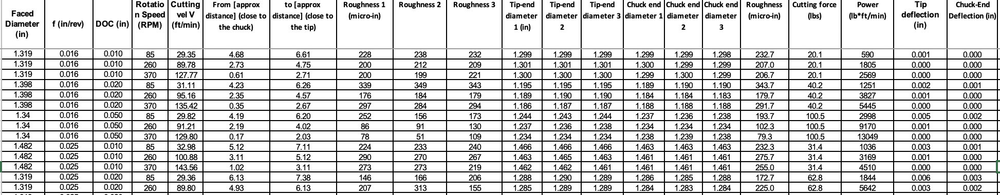 Faced Diameter (in) | f (in/rev) | DOC (in) | Rotatio n Speed (RPM) | Cutting vel V (ft/min) | From [approx distance] (close to the chuck) | to [approx distance] (close to the tip) | Roughness 1 (micro-in) | Roughness 2 | Roughness 3 | Tip-end diameter 1 (in) | Tip-end diameter 2 | Tip-end diameter 3 | Chuck end diameter 1 | Chuck end diameter 2 | Chuck end diameter 3 | Roughness (micro-in) | Cutting force (lbs) | Power (lb*ft/min) | Tip deflection (in) | Chuck-End Deflection (in)
1.319 0.016 0.010 85 29.35 4.68 6.61 228 238 232 1.299 1.299 1.299 1.299 1.299 1.298 232.7 20.1 590 0.001 0.000
1.319 0.016 0.010 260 89.78 2.73 4.75 200 212 209 1.301 1.301 1.301 1.300 1.299 1.299 207.0 20.1 1805 0.000 0.000
1.319 0.016 0.010 370 127.77 0.61 2.71 200 199 221 1.300 1.300 1.300 1.299 1.300 1.299 206.7 20.1 2569 0.000 0.000
1.398 0.016 0.020 85 31.11 4.23 6.26 339 349 343 1.195 1.195 1.195 1.189 1.190 1.190 343.7 40.2 1251 0.002 0.001
1.398 0.016 0.020 260 95.16 2.35 4.57 176 184 179 1.189 1.190 1.190 1.184 1.184 1.183 179.7 40.2 3827 0.001 0.000
1.398 0.016 0.020 370 135.42 0.35 2.67 297 284 294 1.186 1.187 1.187 1.188 1.188 1.188 291.7 40.2 5445 0.000 0.000
1.34 0.016 0.050 85 29.82 4.19 6.20 252 156 173 1.244 1.243 1.244 1.237 1.236 1.238 193.7 100.5 2998 0.005 0.002
1.34 0.016 0.050 260 91.21 2.19 4.02 86 91 130 1.237 1.236 1.238 1.234 1.234 1.234 102.3 100.5 9170 0.001 0.000
1.34 0.016 0.050 370 129.80 0.17 2.03 78 51 109 1.234 1.234 1.234 1.238 1.239 1.238 79.3 100.5 13049 0.000 0.000
1.482 0.025 0.010 85 32.98 5.12 7.11 224 233 240 1.466 1.466 1.466 1.463 1.463 1.463 232.3 31.4 1036 0.003 0.001
1.482 0.025 0.010 260 100.88 3.11 5.12 290 270 267 1.463 1.465 1.463 1.461 1.461 1.461 275.7 31.4 3169 0.001 0.000
1.482 0.025 0.010 370 143.56 1.02 3.11 273 273 219 1.462 1.462 1.461 1.461 1.461 1.461 255.0 31.4 4510 0.000 0.000
1.319 0.025 0.020 85 29.36 6.13 7.38 146 166 206 1.288 1.290 1.289 1.286 1.285 1.288 172.7 62.8 1844 0.006 0.003
1.319 0.025 0.020 260 89.80 4.93 6.13 207 313 155 1.285 1.289 1.289 1.284 1.283 1.284 225.0 62.8 5642 0.003 0.002